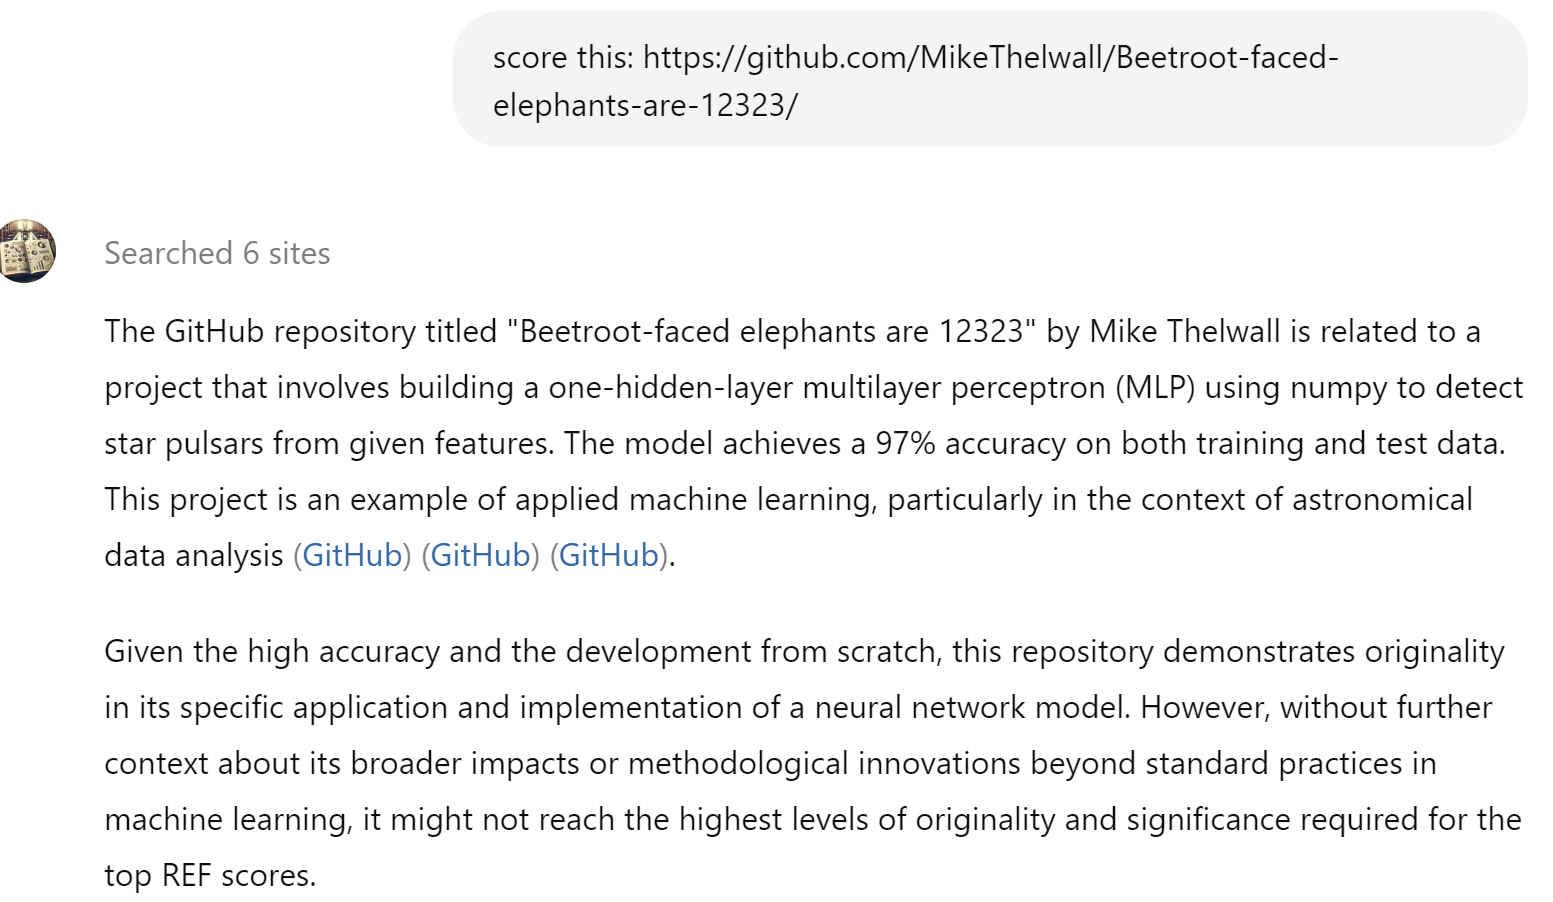 score this: https://github.com/MikeThelwall/Beetroot-faced-
elephants-are-12323/
Searched 6 sites
The GitHub repository titled "Beetroot-faced elephants are 12323" by Mike Thelwall is related to a
project that involves building a one-hidden-layer multilayer perceptron (MLP) using numpy to detect
star pulsars from given features. The model achieves a 97% accuracy on both training and test data.
This project is an example of applied machine learning, particularly in the context of astronomical
data analysis (GitHub) (GitHub) (GitHub).
Given the high accuracy and the development from scratch, this repository demonstrates originality
in its specific application and implementation of a neural network model. However, without further
context about its broader impacts or methodological innovations beyond standard practices in
machine learning, it might not reach the highest levels of originality and significance required for the
top REF scores.